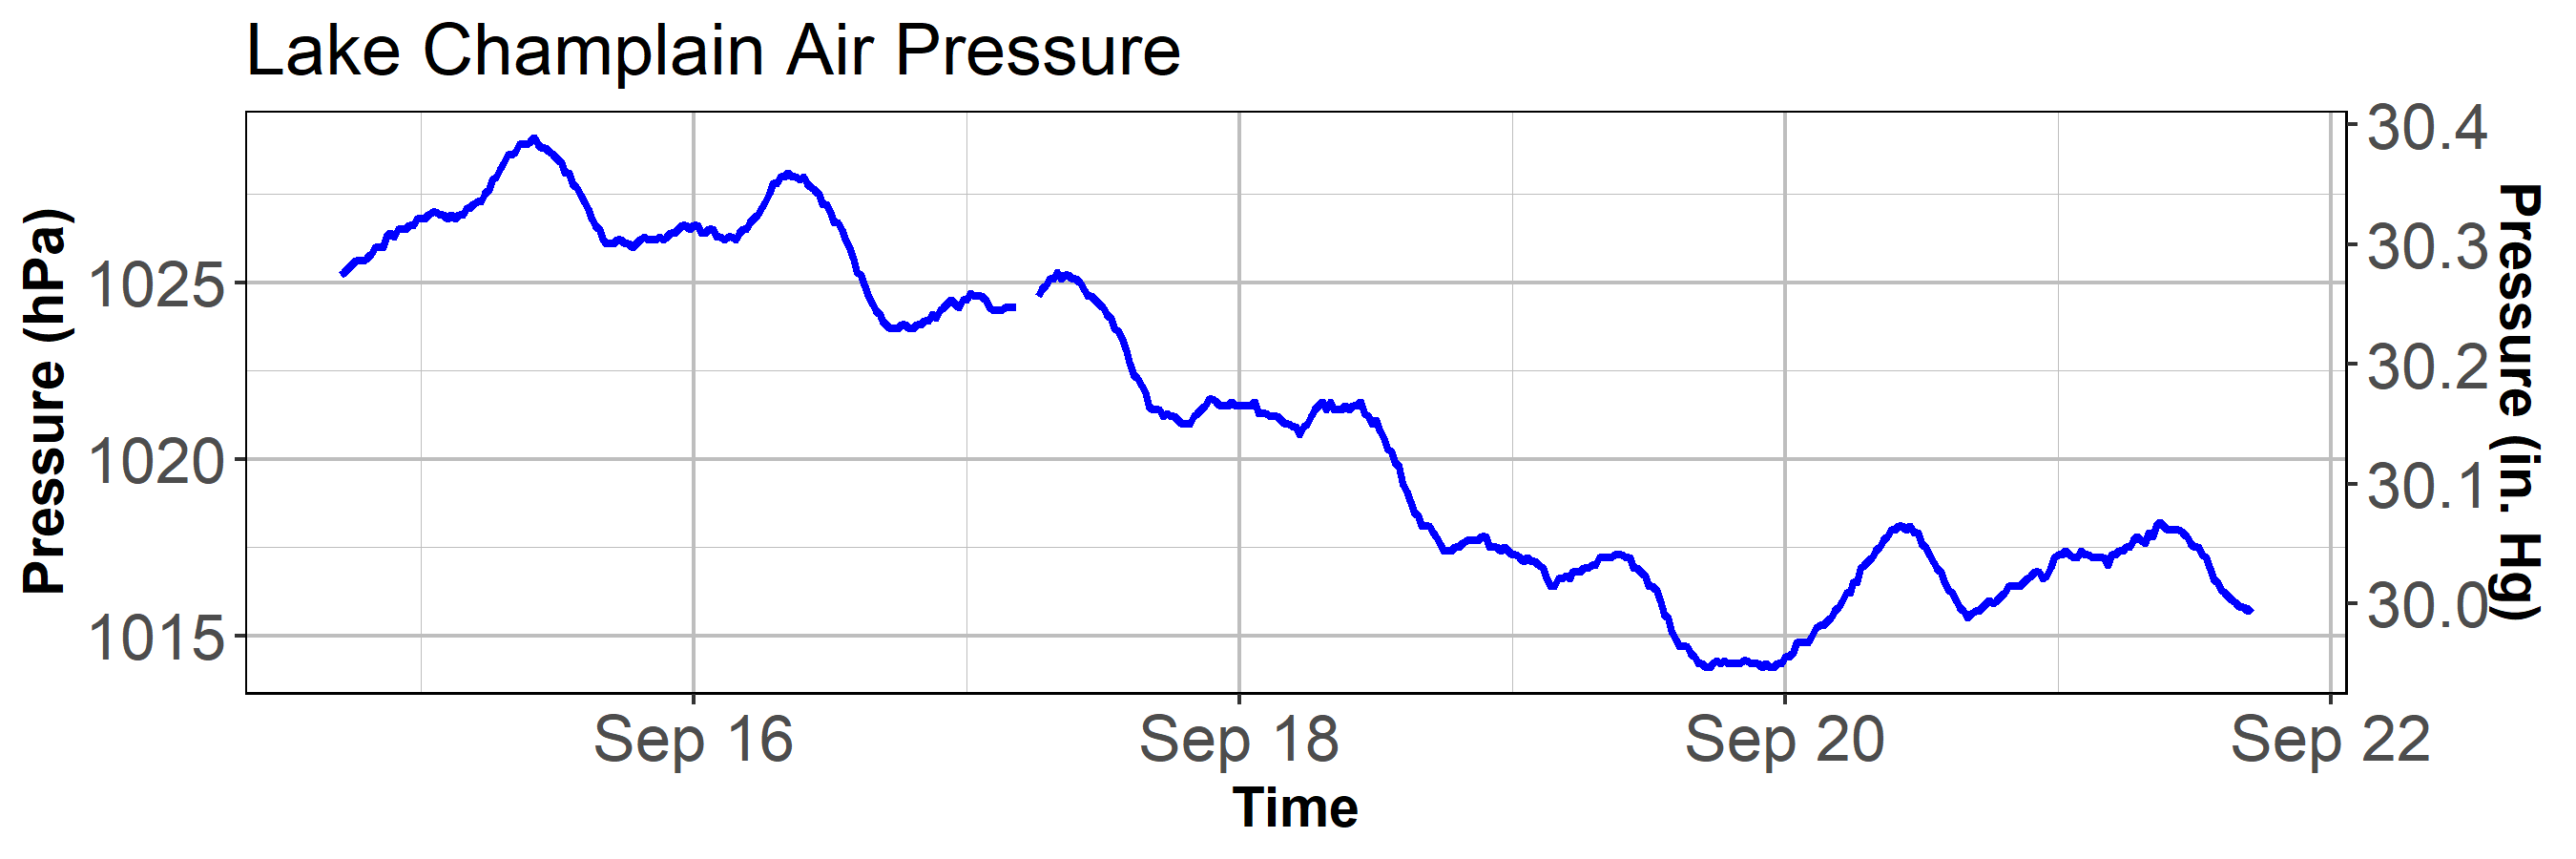 Lake Champlain Air Pressure
Pressure (hPa)
1025
1020
1015
30.4
30.3
30.2
30.1
30.0
Pressure (in. Hg)
Sep 16
Sep 18
Sep 20
Sep 22
Time